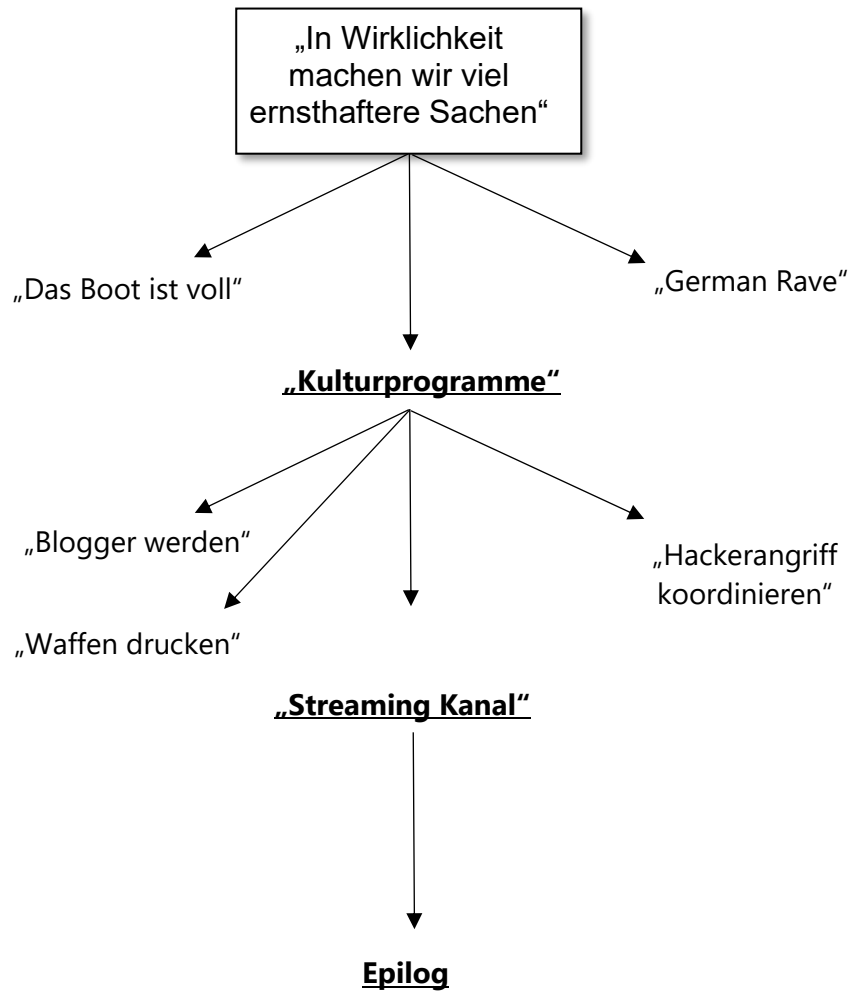 „In Wirklichkeit
machen wir viel
ernsthaftere Sachen“
„Das Boot ist voll“
„German Rave“
„Kulturprogramme“
„Blogger werden“
„Hackerangriff
koordinieren“
„Waffen drucken“
„Streaming Kanal“
Epilog